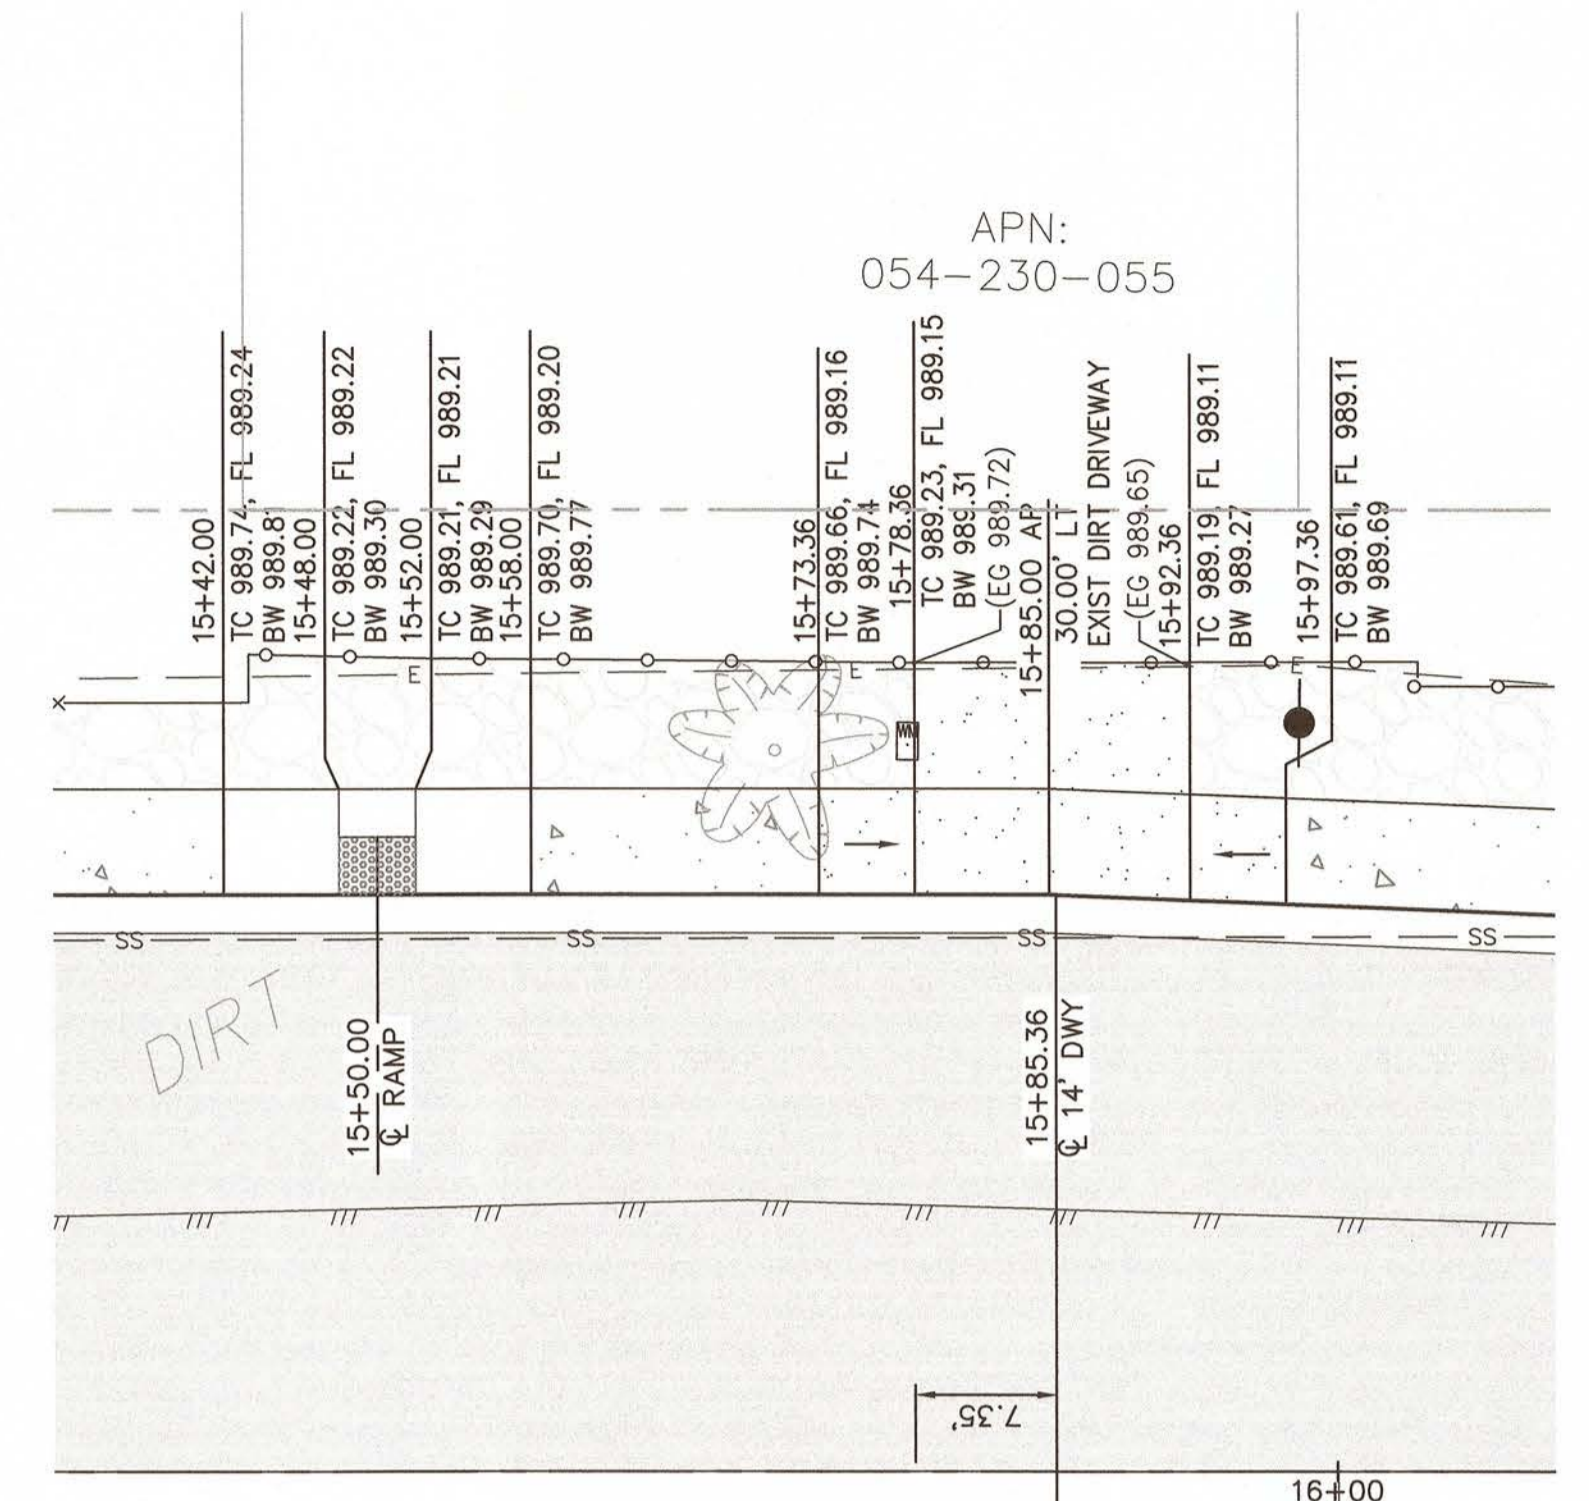 APN:
054-230-055
15+42.00
TC 989.74, FL 989.24
BW 989.81
15+48.00
TC 989.22, FL 989.22
BW 989.30
15+52.00
TC 989.21, FL 989.21
BW 989.29
15+58.00
TC 989.70, FL 989.20
BW 989.77
15+73.36
TC 989.66, FL 989.16
BW 989.74
15+78.36
TC 989.23, FL 989.15
BW 989.31
(EG 989.72)
15+85.00 AP
30.00' LT
EXIST DIRT DRIVEWAY
(EG 989.65)
15+92.36
TC 989.19, FL 989.11
BW 989.27
15+97.36
TC 989.61, FL 989.11
BW 989.69
E
E
E
WM
SS
SS
SS
SS
DIRT
15+50.00
℄ RAMP
15+85.36
℄ 14' DWY
7.35'
16+00